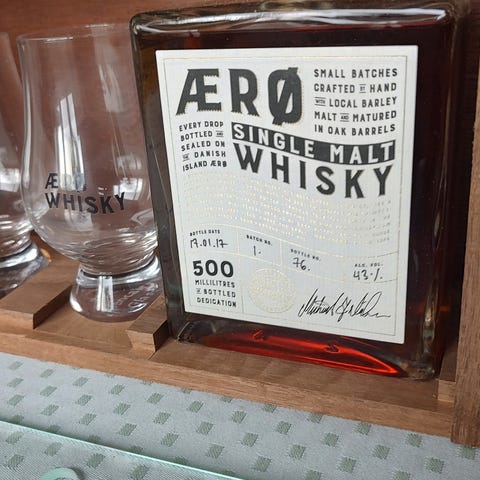 ÆRØ
WHISKY
ÆRØ
SMALL BATCHES
CRAFTED BY HAND
WITH LOCAL BARLEY
MALT AND MATURED
IN OAK BARRELS
EVERY DROP
BOTTLED AND
SEALED ON
THE DANISH
ISLAND ÆRØ
SINGLE MALT
WHISKY
BOTTLE DATE
17.01.17
BATCH NO.
1.
BOTTLE NO.
76.
ALC. VOL.
43·/.
500
MILLILITRES
OF BOTTLED
DEDICATION